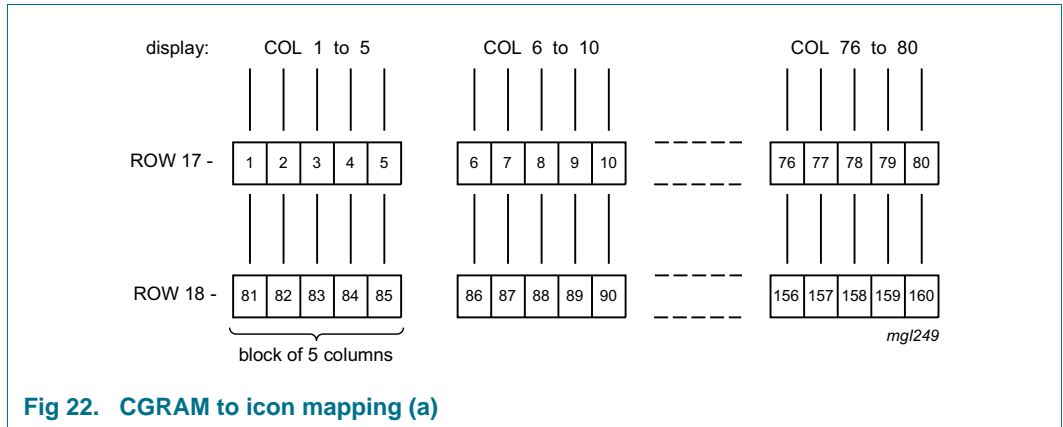 display: COL 1 to 5 COL 6 to 10 COL 76 to 80
ROW 17 - 1 2 3 4 5 6 7 8 9 10 76 77 78 79 80
ROW 18 - 81 82 83 84 85 86 87 88 89 90 156 157 158 159 160
mgl249
block of 5 columns
Fig 22. CGRAM to icon mapping (a)